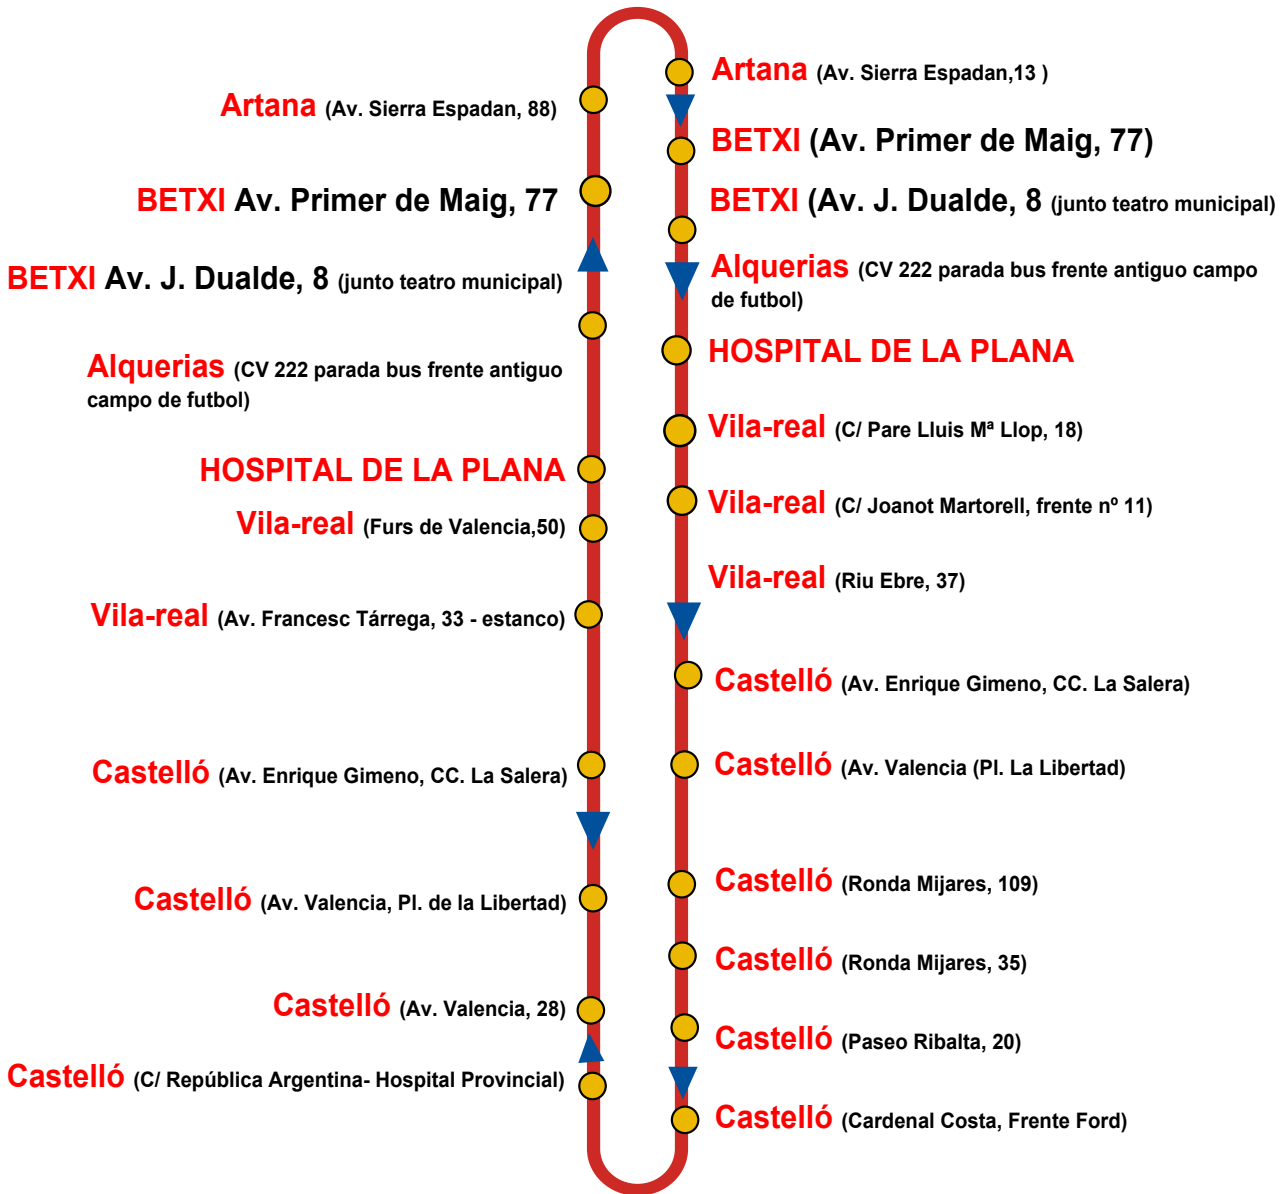 Artana (Av. Sierra Espadan, 88)
BETXI Av. Primer de Maig, 77
BETXI Av. J. Dualde, 8 (junto teatro municipal)
Alquerias (CV 222 parada bus frente antiguo
campo de futbol)
HOSPITAL DE LA PLANA
Vila-real (Furs de Valencia,50)
Vila-real (Av. Francesc Tárrega, 33 - estanco)
Castelló (Av. Enrique Gimeno, CC. La Salera)
Castelló (Av. Valencia, Pl. de la Libertad)
Castelló (Av. Valencia, 28)
Castelló (C/ República Argentina- Hospital Provincial)
Artana (Av. Sierra Espadan,13 )
BETXI (Av. Primer de Maig, 77)
BETXI (Av. J. Dualde, 8 (junto teatro municipal)
Alquerias (CV 222 parada bus frente antiguo campo
de futbol)
HOSPITAL DE LA PLANA
Vila-real (C/ Pare Lluis Mª Llop, 18)
Vila-real (C/ Joanot Martorell, frente nº 11)
Vila-real (Riu Ebre, 37)
Castelló (Av. Enrique Gimeno, CC. La Salera)
Castelló (Av. Valencia (Pl. La Libertad)
Castelló (Ronda Mijares, 109)
Castelló (Ronda Mijares, 35)
Castelló (Paseo Ribalta, 20)
Castelló (Cardenal Costa, Frente Ford)